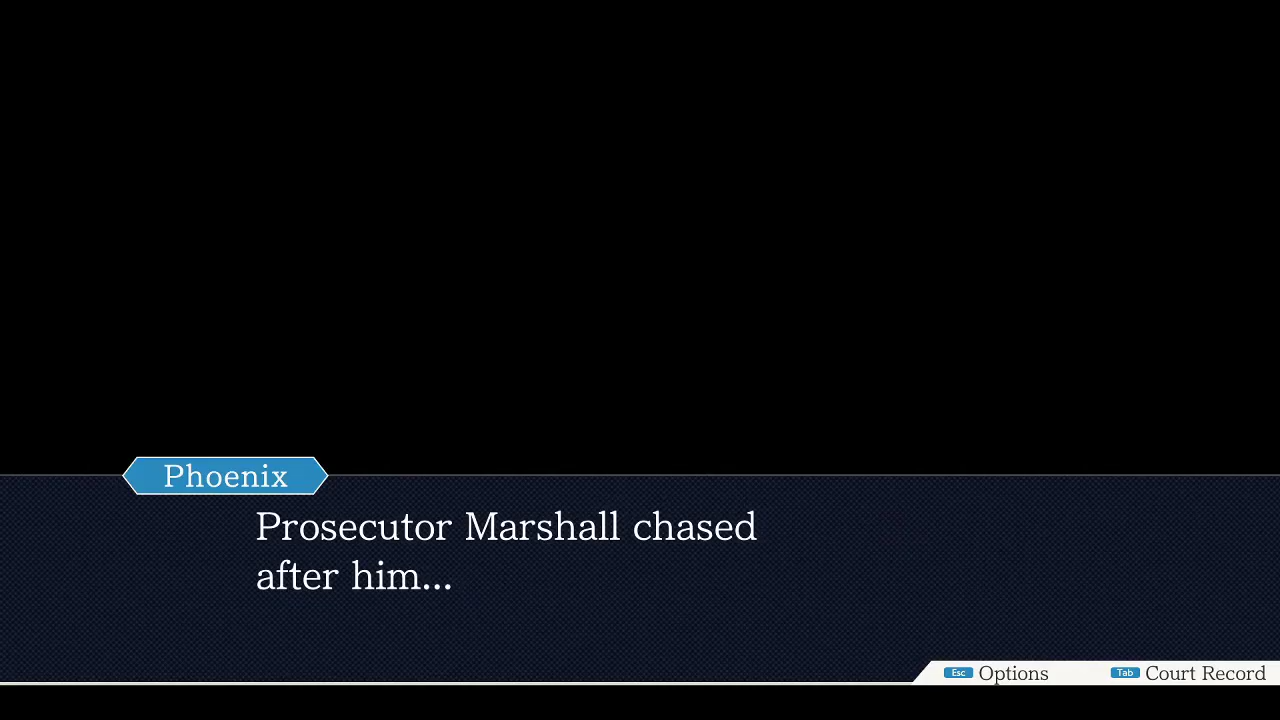 Phoenix
Prosecutor Marshall chased
after him...
Esc Options Tab Court Record